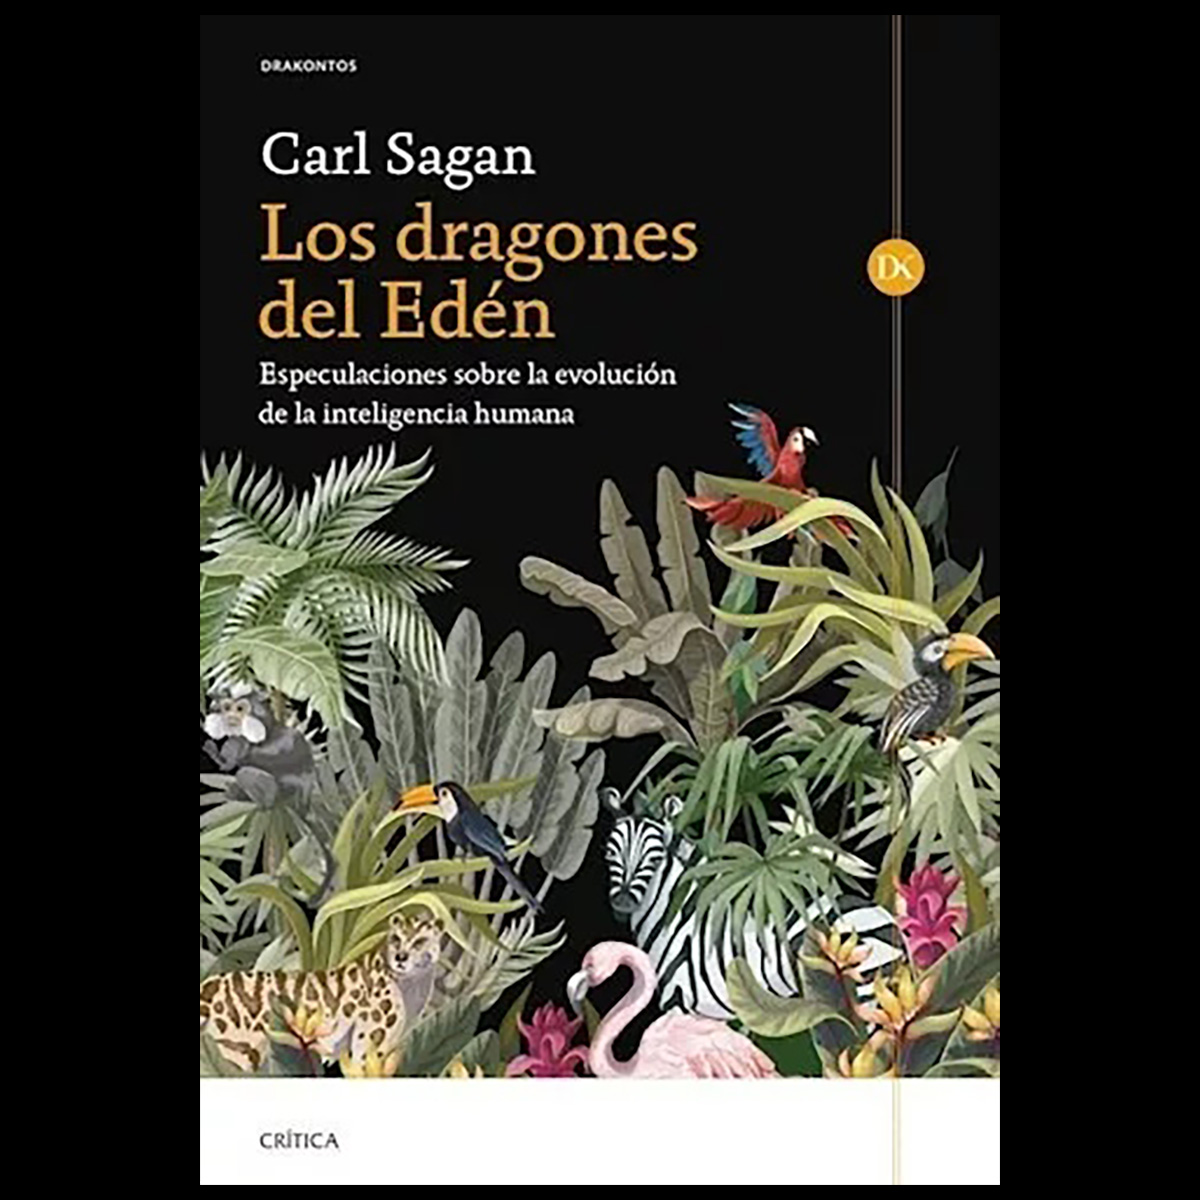 DRAKONTOS
Carl Sagan
Los dragones
del Edén
DK
Especulaciones sobre la evolución
de la inteligencia humana
CRÍTICA